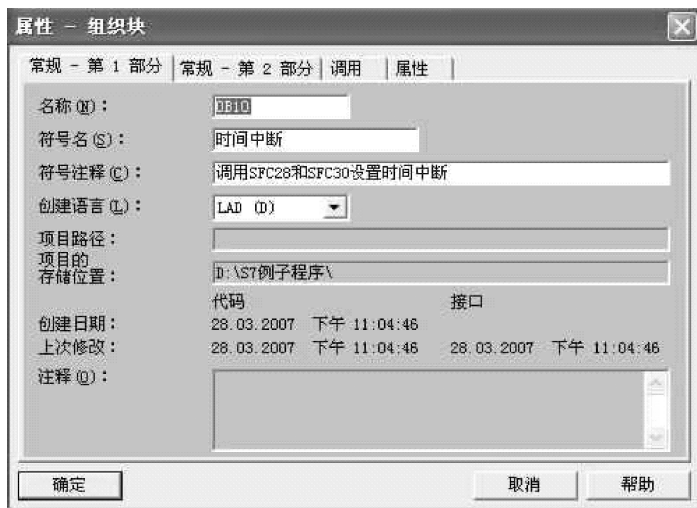 属性 - 组织块
常规 - 第 1 部分 常规 - 第 2 部分 调用 属性
名称(N)： OB10
符号名(S)： 时间中断
符号注释(C)： 调用SFC28和SFC30设置时间中断
创建语言(L)： LAD (D)
项目路径：
项目的
存储位置： D:\S7例子程序\
代码 接口
创建日期： 28.03.2007 下午 11:04:46
上次修改： 28.03.2007 下午 11:04:46 28.03.2007 下午 11:04:46
注释(O)：
确定 取消 帮助